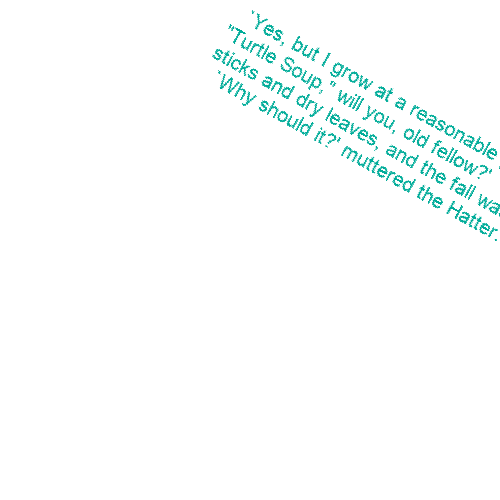 `Yes, but I grow at a reasonable
"Turtle Soup," will you, old fellow?'
sticks and dry leaves, and the fall
`Why should it?' muttered the Hatter.